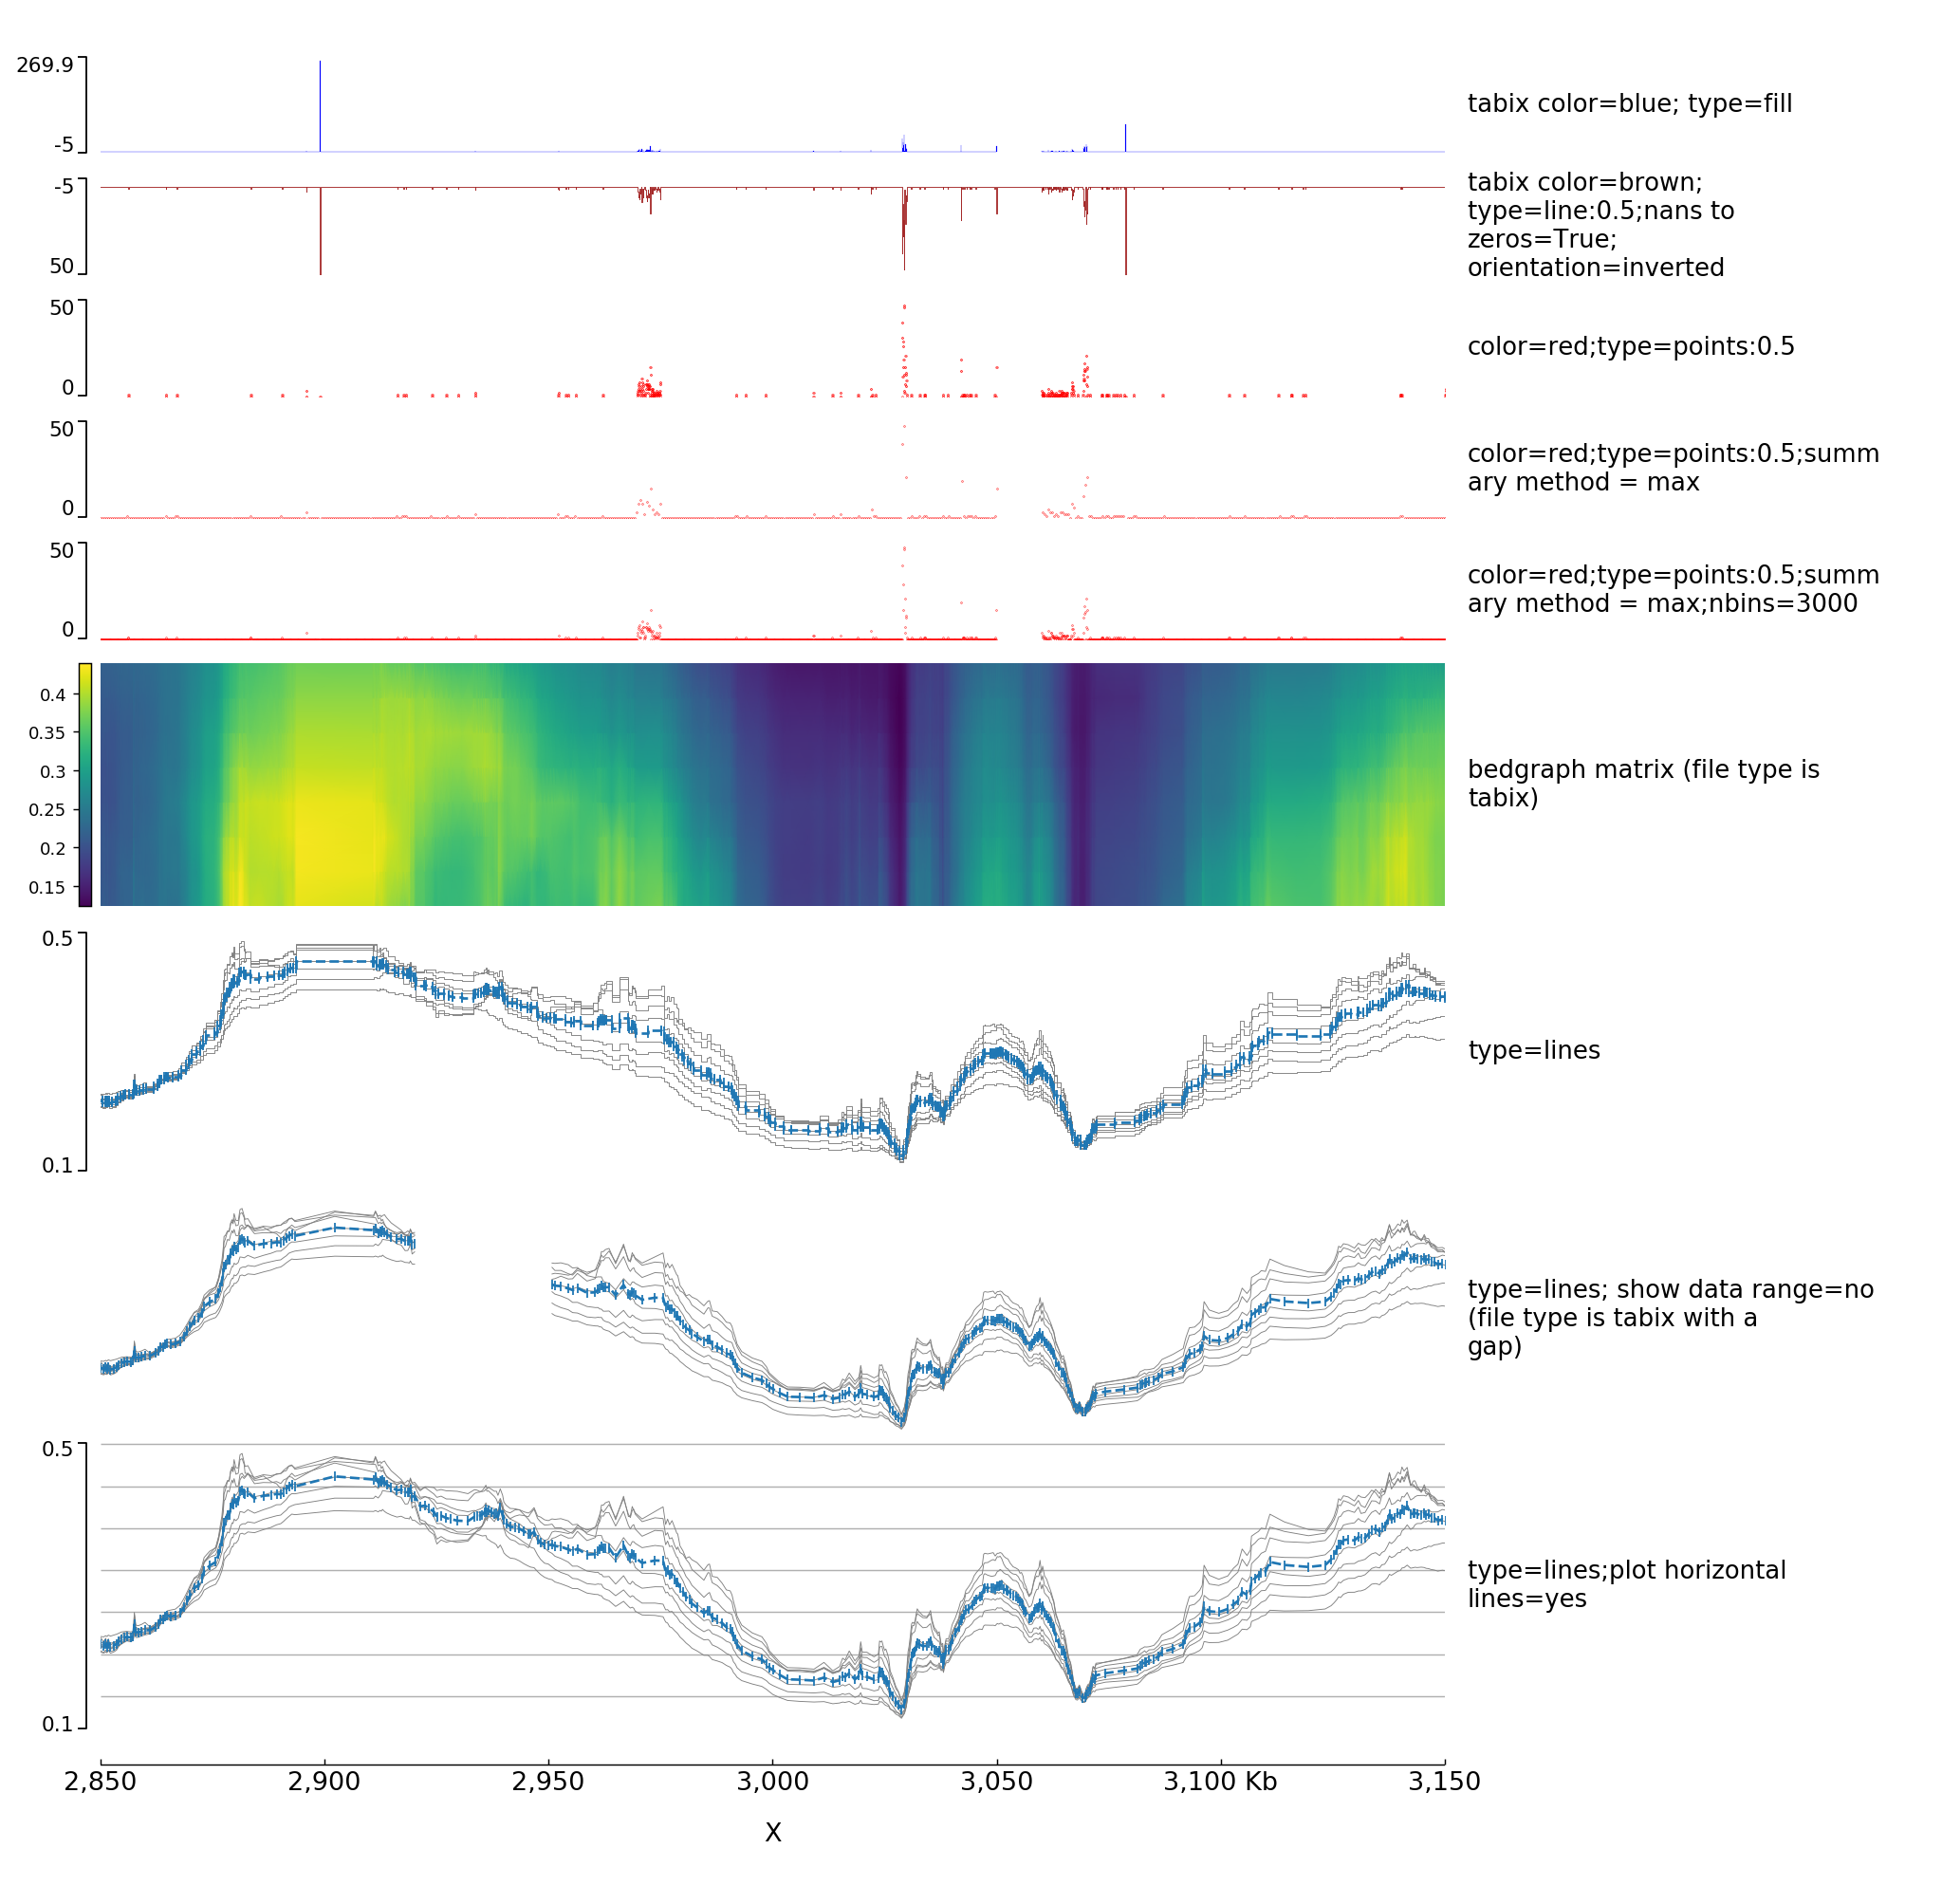 269.9
-5
tabix color=blue; type=fill
-5
50
tabix color=brown;
type=line:0.5;nans to
zeros=True;
orientation=inverted
50
0
color=red;type=points:0.5
50
0
color=red;type=points:0.5;summ
ary method = max
50
0
color=red;type=points:0.5;summ
ary method = max;nbins=3000
0.4
0.35
0.3
0.25
0.2
0.15
bedgraph matrix (file type is
tabix)
0.5
0.1
type=lines
type=lines; show data range=no
(file type is tabix with a
gap)
0.5
0.1
type=lines;plot horizontal
lines=yes
2,850 2,900 2,950 3,000 3,050 3,100 Kb 3,150
X